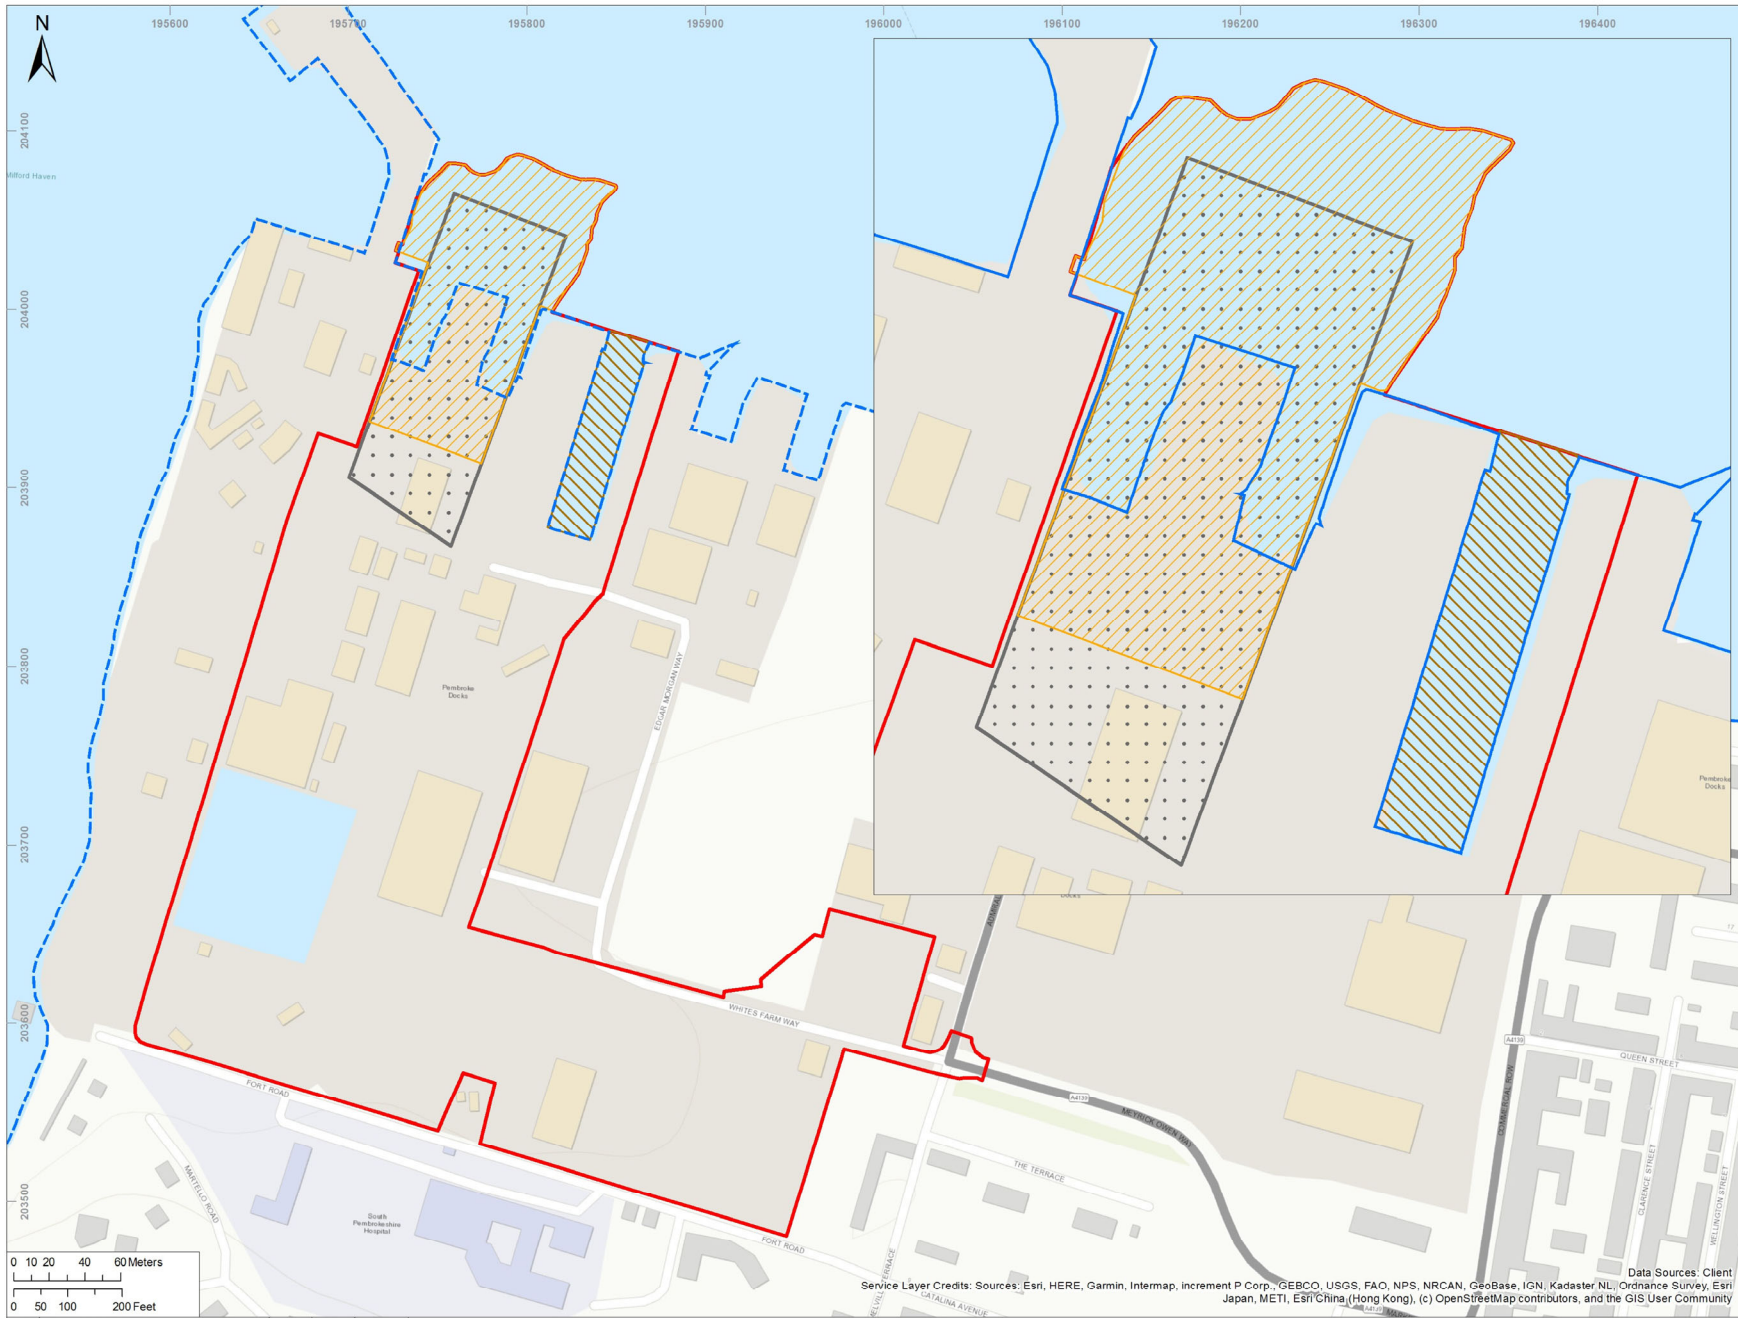 195600
195700
195800
195900
196000
196100
196200
196300
196400
N
204100
Milford Haven
204000
203900
203800
Pembroke
Docks
EDGAR MORGAN WAY
203700
Pembroke
Docks
Docks
ADMIRAL
203600
WHITES FARM WAY
FORT ROAD
A4139
MEYRICK OWEN WAY
A4139
QUEEN STREET
COMMERCIAL ROW
17
THE TERRACE
CLARENCE STREET
WELLINGTON STREET
203500
MARTELLO ROAD
South
Pembrokeshire
Hospital
FORT ROAD
MELVILLE TERRACE
CATALINA AVENUE
A4139
0 10 20 40 60 Meters
0 50 100 200 Feet
Data Sources: Client
Service Layer Credits: Sources: Esri, HERE, Garmin, Intermap, increment P Corp., GEBCO, USGS, FAO, NPS, NRCAN, GeoBase, IGN, Kadaster NL, Ordnance Survey, Esri
Japan, METI, Esri China (Hong Kong), (c) OpenStreetMap contributors, and the GIS User Community